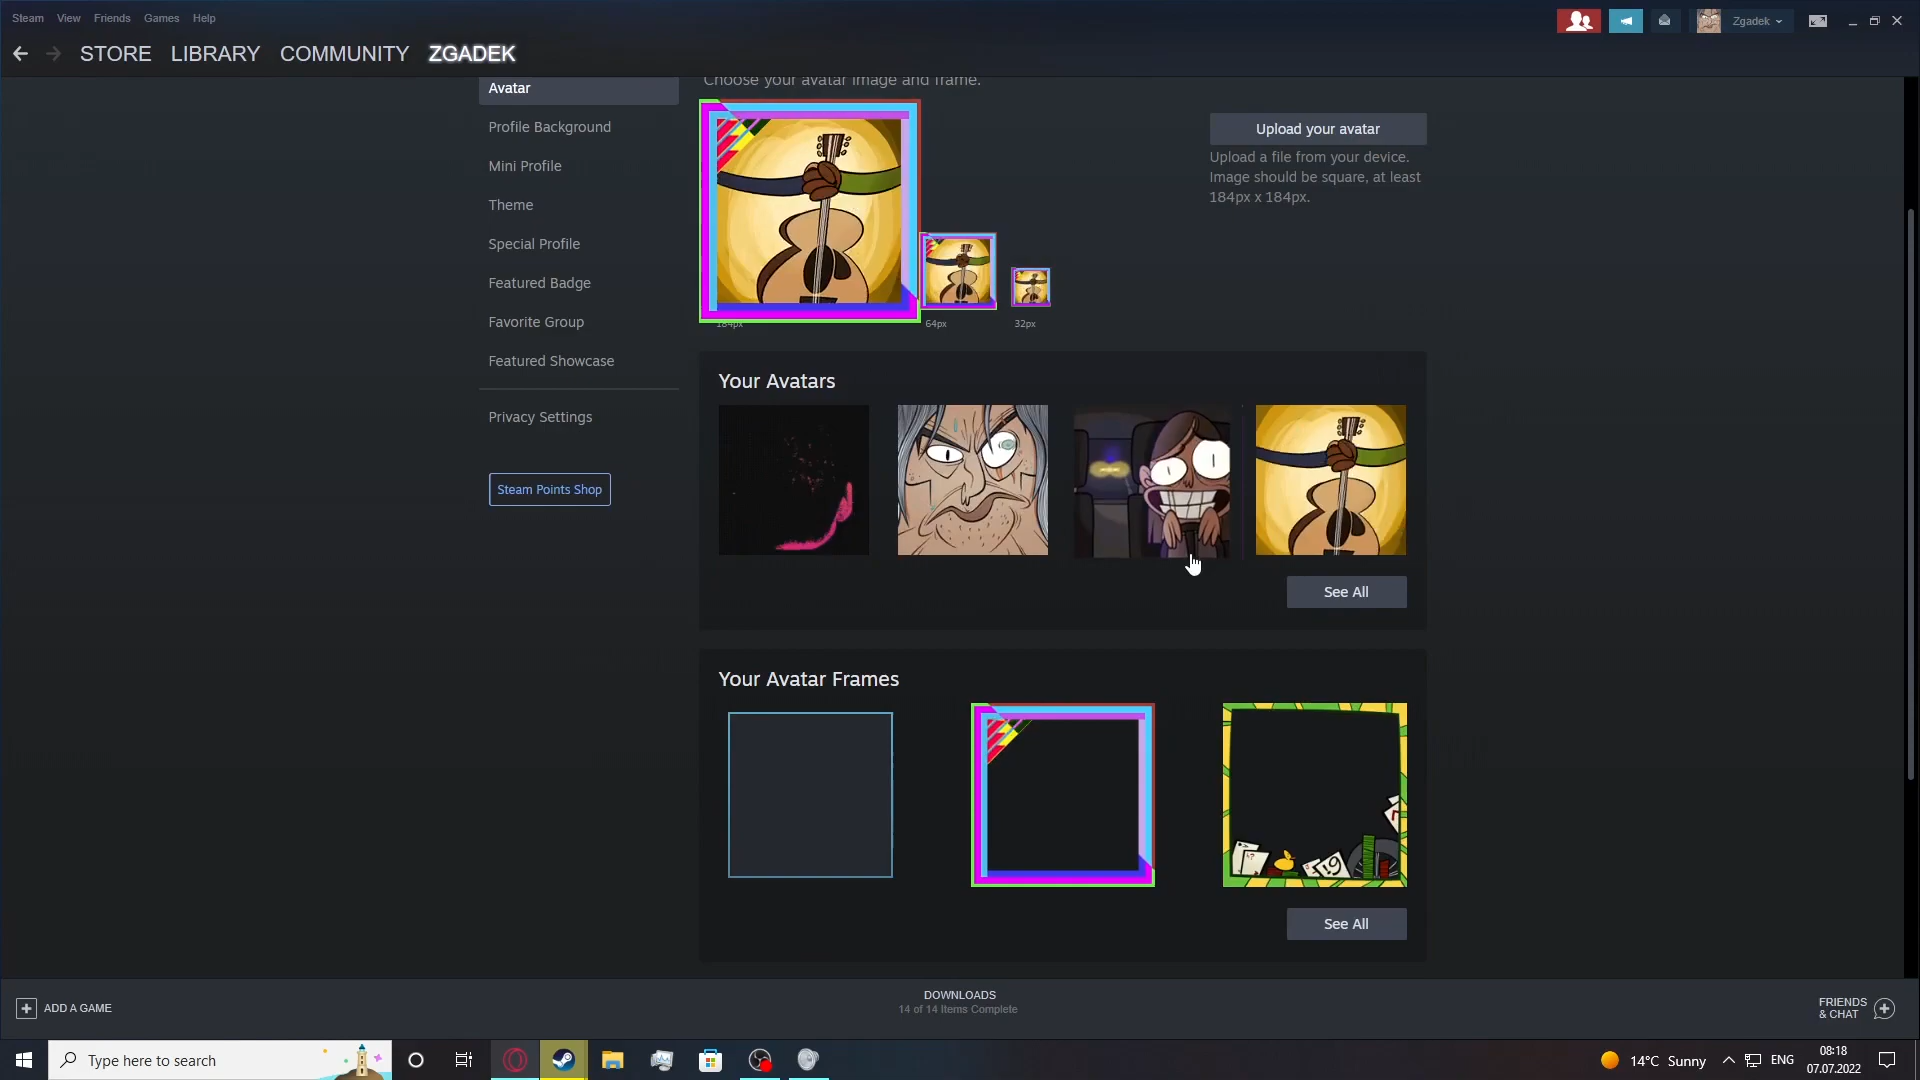 Steam View Friends Games Help
Zgadek
STORE LIBRARY COMMUNITY ZGADEK
Avatar
Profile Background
Mini Profile
Theme
Special Profile
Featured Badge
Favorite Group
Featured Showcase
Privacy Settings
Steam Points Shop
Choose your avatar image and frame.
Upload your avatar
Upload a file from your device.
Image should be square, at least
184px x 184px.
184px
64px
32px
Your Avatars
See All
Your Avatar Frames
See All
ADD A GAME
DOWNLOADS
14 of 14 Items Complete
FRIENDS
& CHAT
Type here to search
14°C Sunny
ENG
08:18
07.07.2022